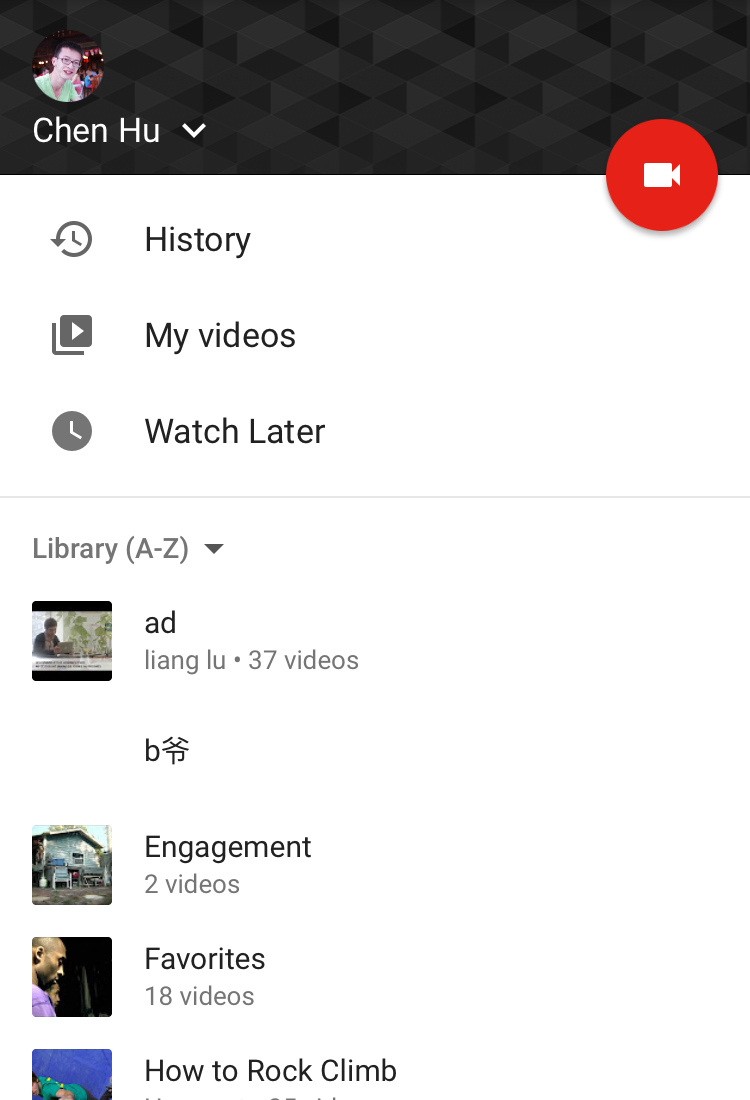 Chen Hu
History
My videos
Watch Later
Library (A-Z)
ad
liang lu • 37 videos
b爷
Engagement
2 videos
Favorites
18 videos
How to Rock Climb